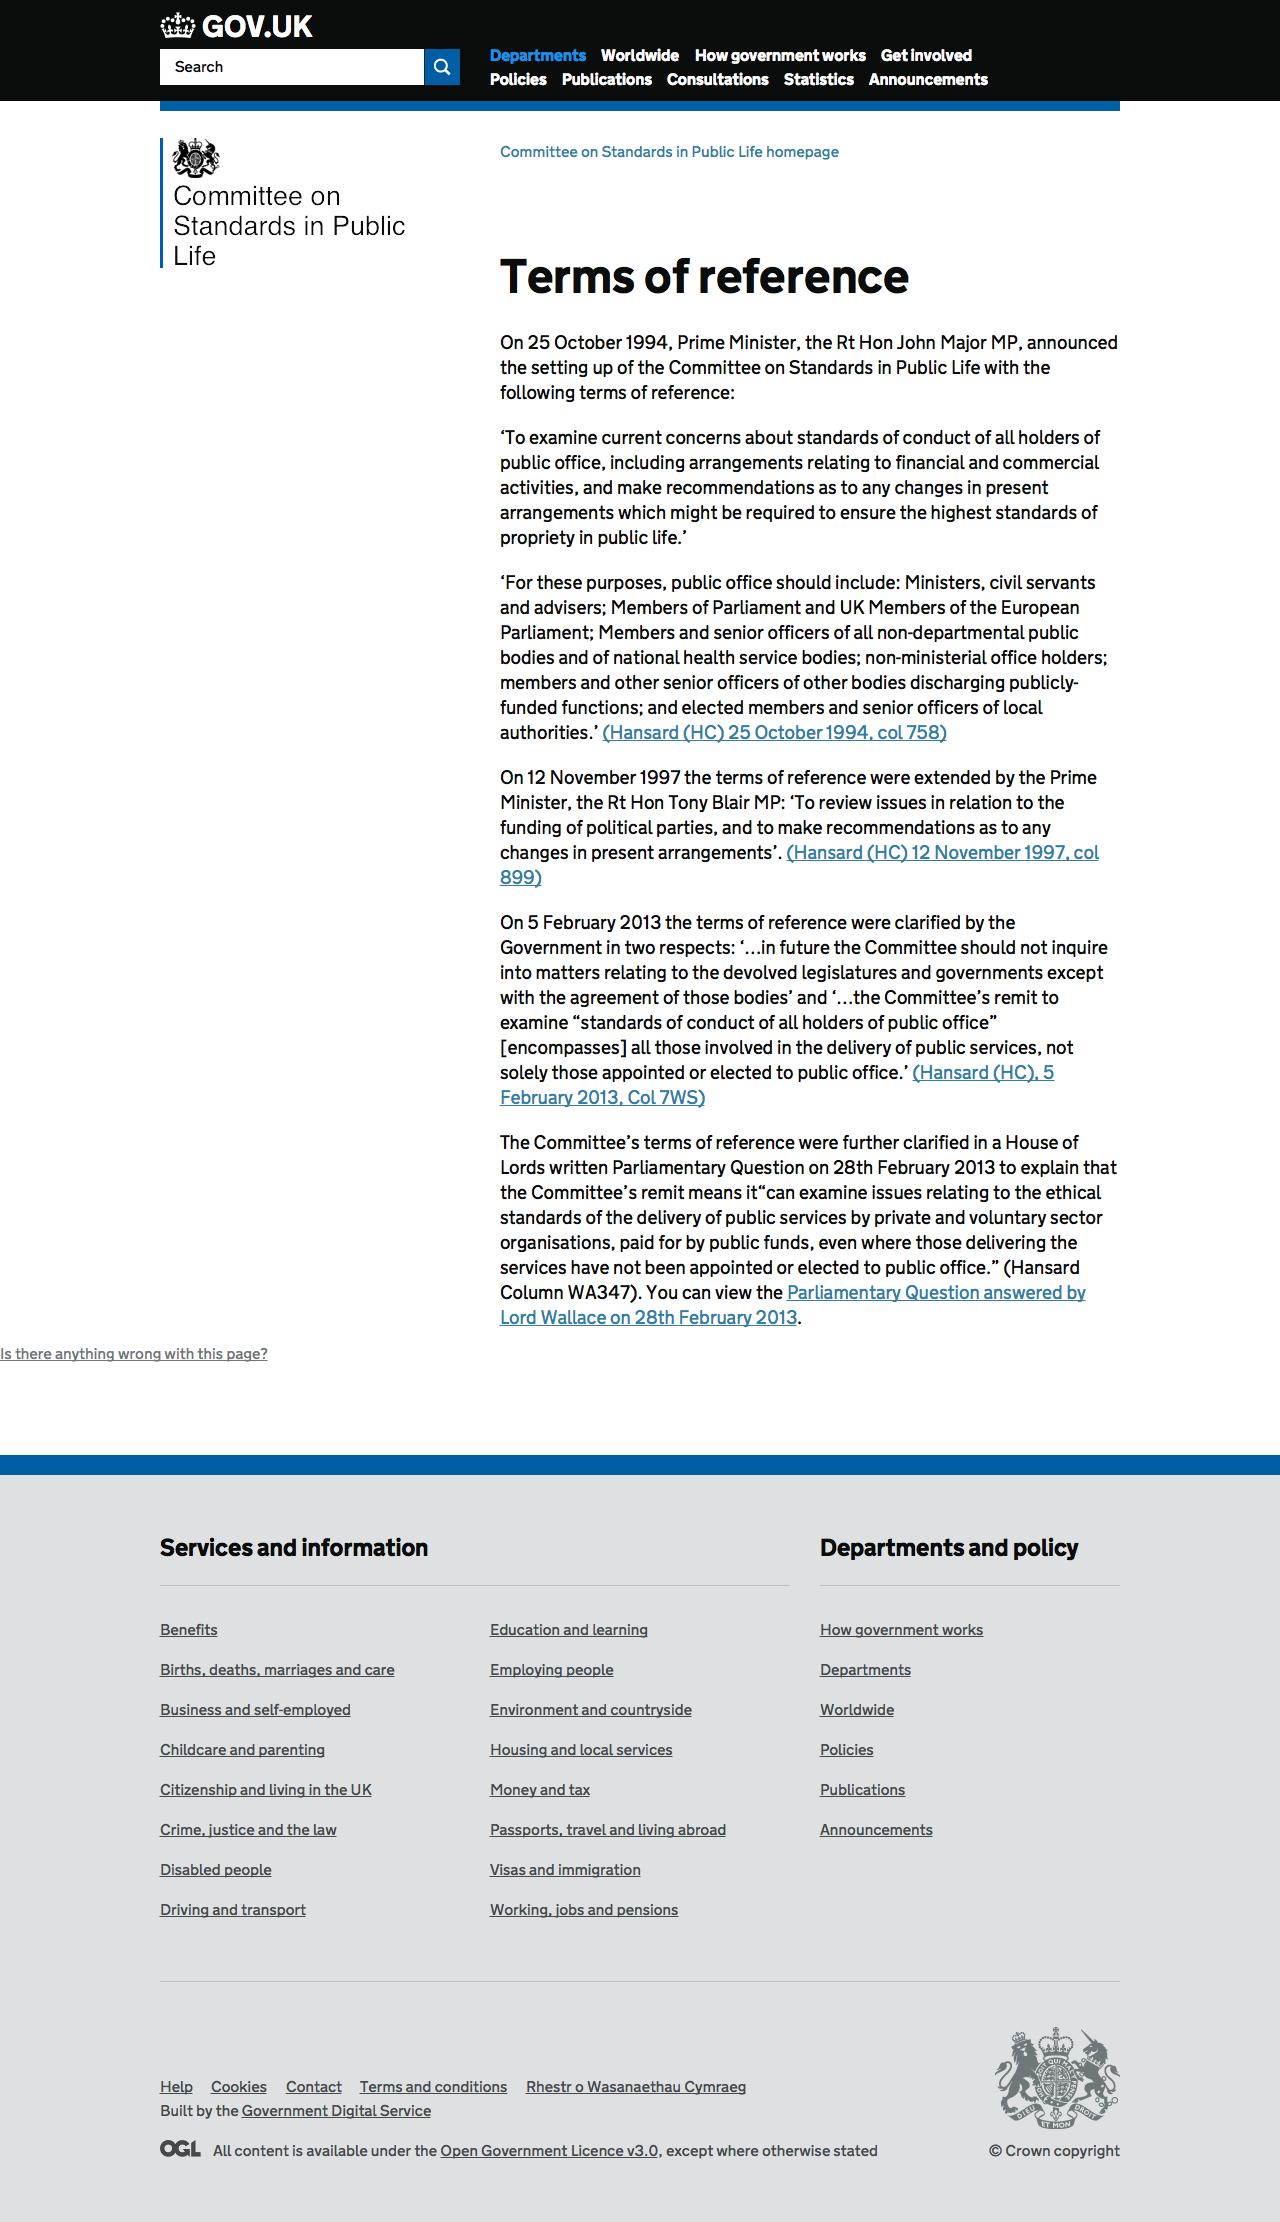 GOV.UK
Search
Departments Worldwide How government works Get involved
Policies Publications Consultations Statistics Announcements
Committee on
Standards in Public
Life
Committee on Standards in Public Life homepage
Terms of reference
On 25 October 1994, Prime Minister, the Rt Hon John Major MP, announced
the setting up of the Committee on Standards in Public Life with the
following terms of reference:
‘To examine current concerns about standards of conduct of all holders of
public office, including arrangements relating to financial and commercial
activities, and make recommendations as to any changes in present
arrangements which might be required to ensure the highest standards of
propriety in public life.’
‘For these purposes, public office should include: Ministers, civil servants
and advisers; Members of Parliament and UK Members of the European
Parliament; Members and senior officers of all non-departmental public
bodies and of national health service bodies; non-ministerial office holders;
members and other senior officers of other bodies discharging publicly-
funded functions; and elected members and senior officers of local
authorities.’ (Hansard (HC) 25 October 1994, col 758)
On 12 November 1997 the terms of reference were extended by the Prime
Minister, the Rt Hon Tony Blair MP: ‘To review issues in relation to the
funding of political parties, and to make recommendations as to any
changes in present arrangements’. (Hansard (HC) 12 November 1997, col
899)
On 5 February 2013 the terms of reference were clarified by the
Government in two respects: ‘…in future the Committee should not inquire
into matters relating to the devolved legislatures and governments except
with the agreement of those bodies’ and ‘…the Committee’s remit to
examine “standards of conduct of all holders of public office”
[encompasses] all those involved in the delivery of public services, not
solely those appointed or elected to public office.’ (Hansard (HC), 5
February 2013, Col 7WS)
The Committee’s terms of reference were further clarified in a House of
Lords written Parliamentary Question on 28th February 2013 to explain that
the Committee’s remit means it“can examine issues relating to the ethical
standards of the delivery of public services by private and voluntary sector
organisations, paid for by public funds, even where those delivering the
services have not been appointed or elected to public office.” (Hansard
Column WA347). You can view the Parliamentary Question answered by
Lord Wallace on 28th February 2013.
Is there anything wrong with this page?
Services and information
Benefits
Births, deaths, marriages and care
Business and self-employed
Childcare and parenting
Citizenship and living in the UK
Crime, justice and the law
Disabled people
Driving and transport
Education and learning
Employing people
Environment and countryside
Housing and local services
Money and tax
Passports, travel and living abroad
Visas and immigration
Working, jobs and pensions
Departments and policy
How government works
Departments
Worldwide
Policies
Publications
Announcements
Help Cookies Contact Terms and conditions Rhestr o Wasanaethau Cymraeg
Built by the Government Digital Service
OGL All content is available under the Open Government Licence v3.0, except where otherwise stated
DIEU ET MON DROIT
© Crown copyright